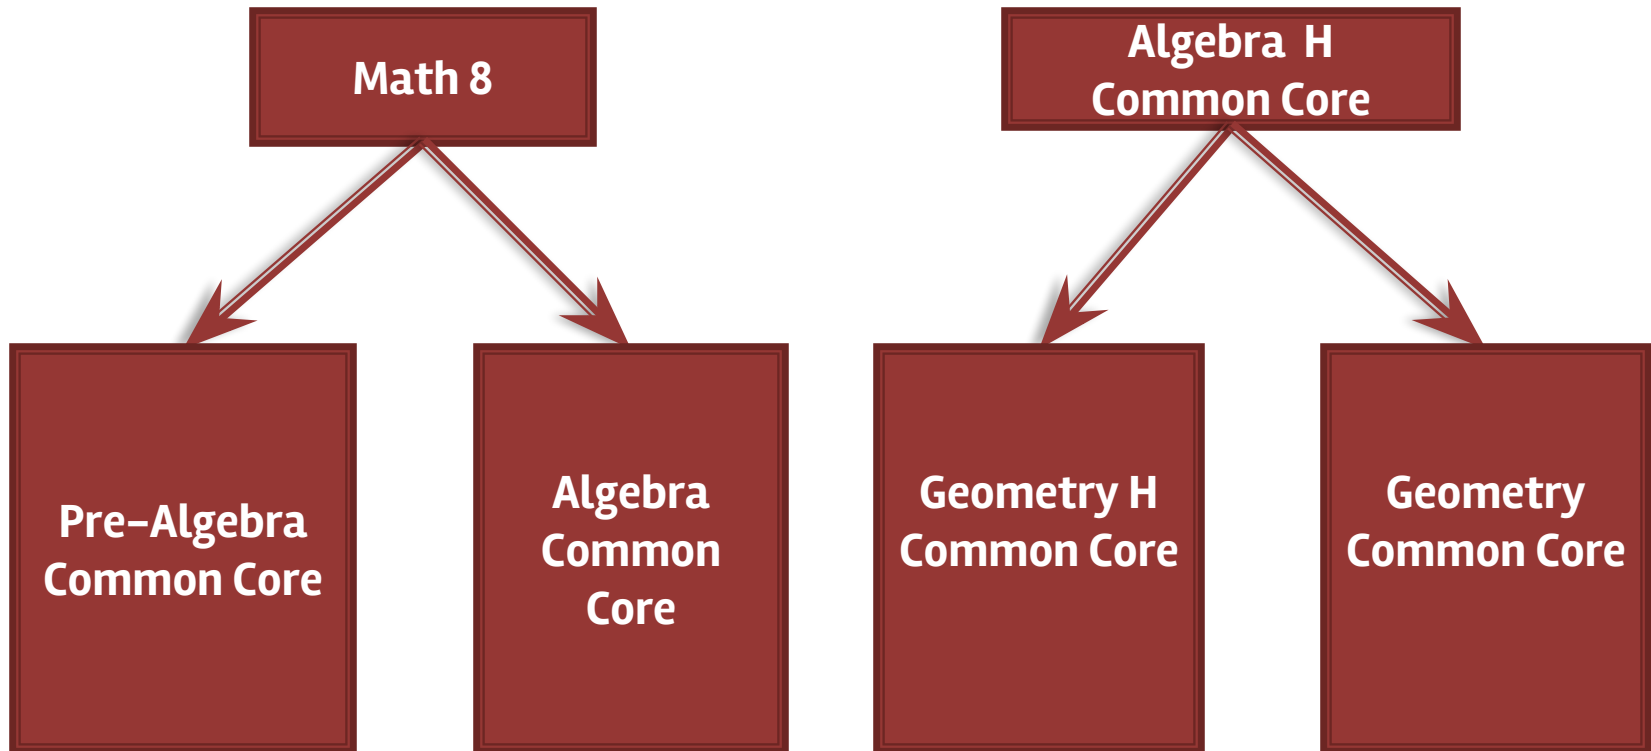 Math 8
Algebra H
Common Core
Pre-Algebra
Common Core
Algebra
Common
Core
Geometry H
Common Core
Geometry
Common Core